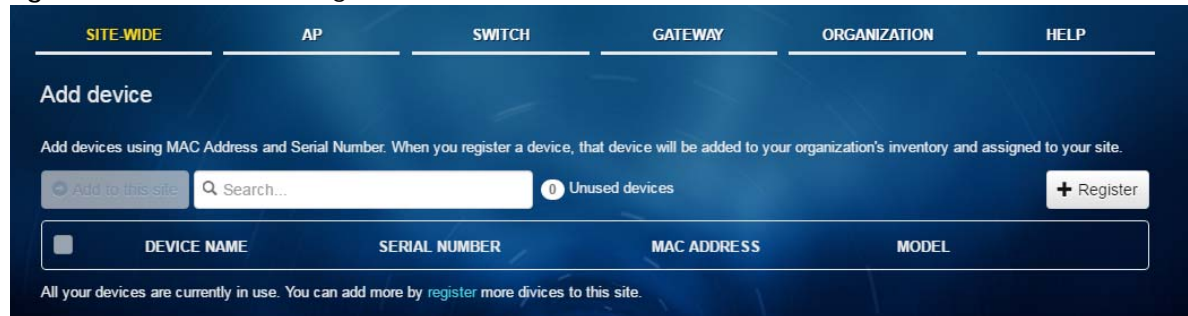 SITE-WIDE AP SWITCH GATEWAY ORGANIZATION HELP
Add device
Add devices using MAC Address and Serial Number. When you register a device, that device will be added to your organization's inventory and assigned to your site.
Add to this site Search... 0 Unused devices + Register
DEVICE NAME SERIAL NUMBER MAC ADDRESS MODEL
All your devices are currently in use. You can add more by register more divices to this site.